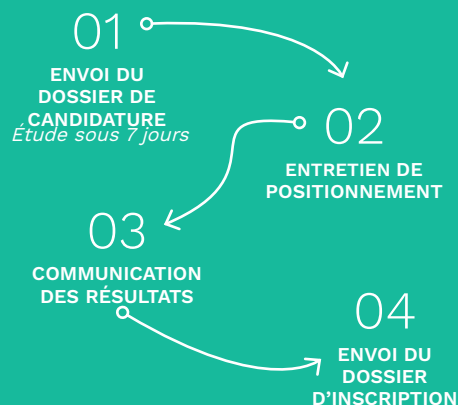 01
ENVOI DU
DOSSIER DE
CANDIDATURE
Étude sous 7 jours
02
ENTRETIEN DE
POSITIONNEMENT
03
COMMUNICATION
DES RÉSULTATS
04
ENVOI DU
DOSSIER
D’INSCRIPTION